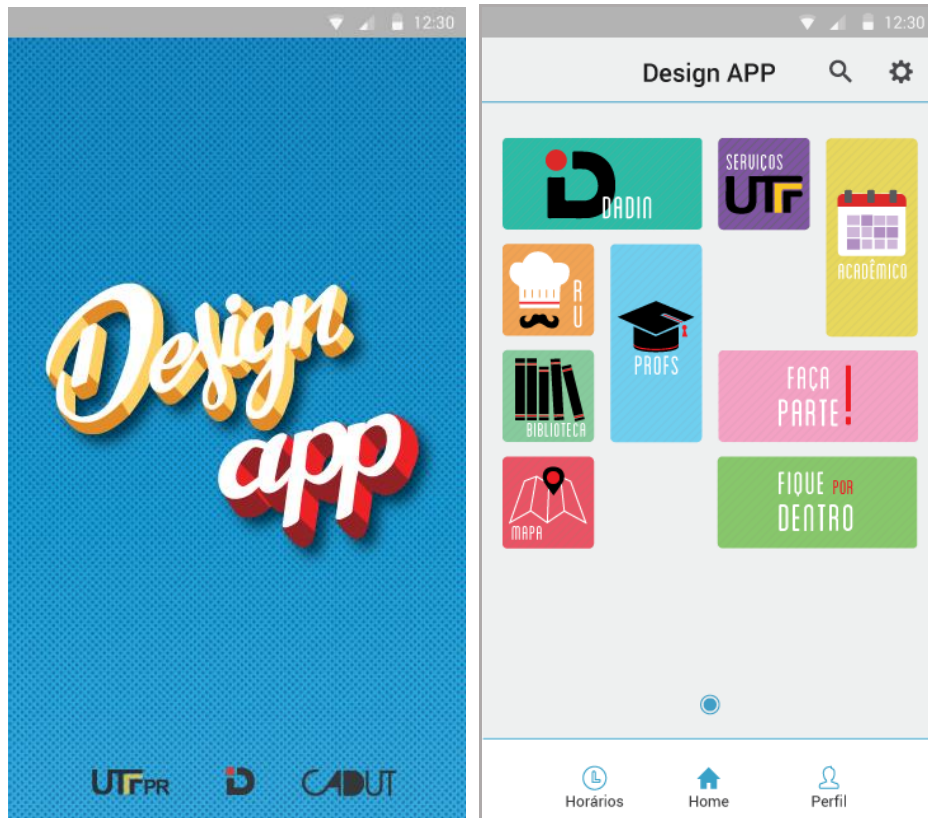 12:30
Design
app
UTFPR
D
CADUT
12:30
Design APP
DADIN
SERVIÇOS
UTF
ACADÊMICO
RU
PROFS
BIBLIOTECA
FAÇA
PARTE!
MAPA
FIQUE POR
DENTRO
Horários
Home
Perfil